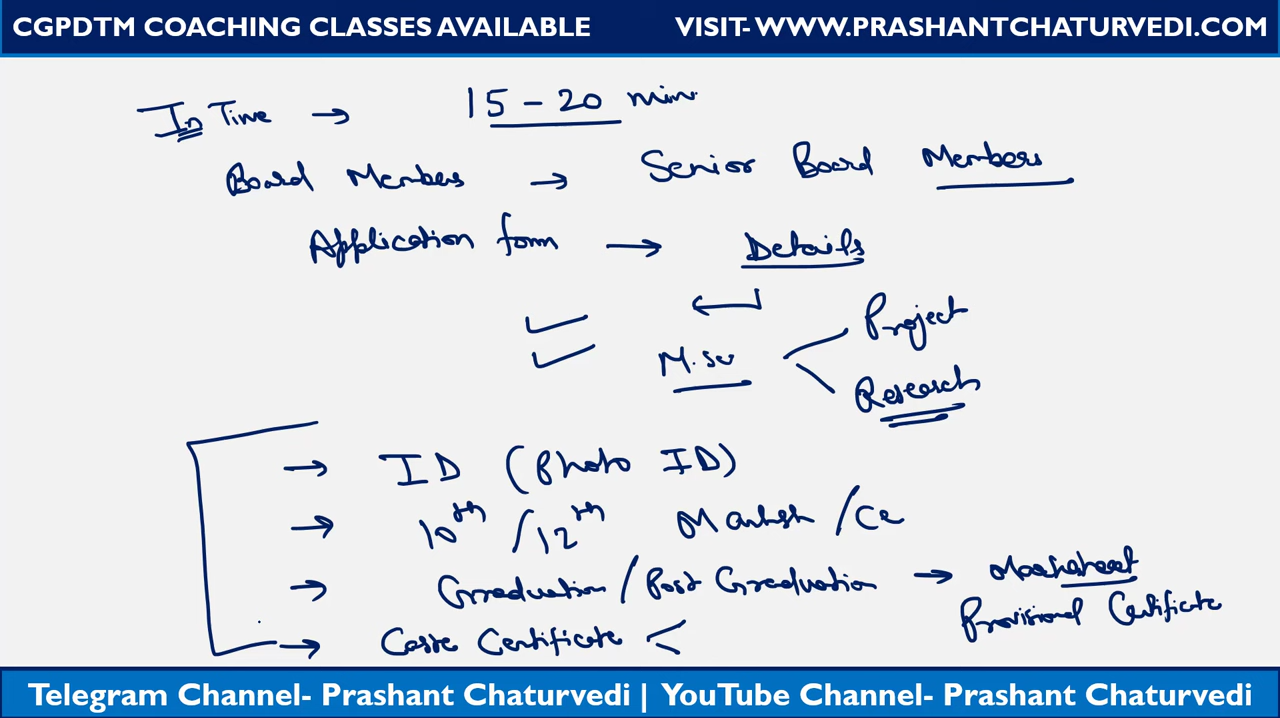 CGPDTM COACHING CLASSES AVAILABLE VISIT- WWW.PRASHANTCHATURVEDI.COM
In Time → 15 - 20 min.
Board Members → Senior Board Members
Application form → Details
M.Sc
Project
Research
→ ID (Photo ID)
→ 10th / 12th Marksh / Ce
→ Graduation / Post Graduation → Marksheet
Provisional Certificate
→ Caste Certificate <
Telegram Channel- Prashant Chaturvedi | YouTube Channel- Prashant Chaturvedi